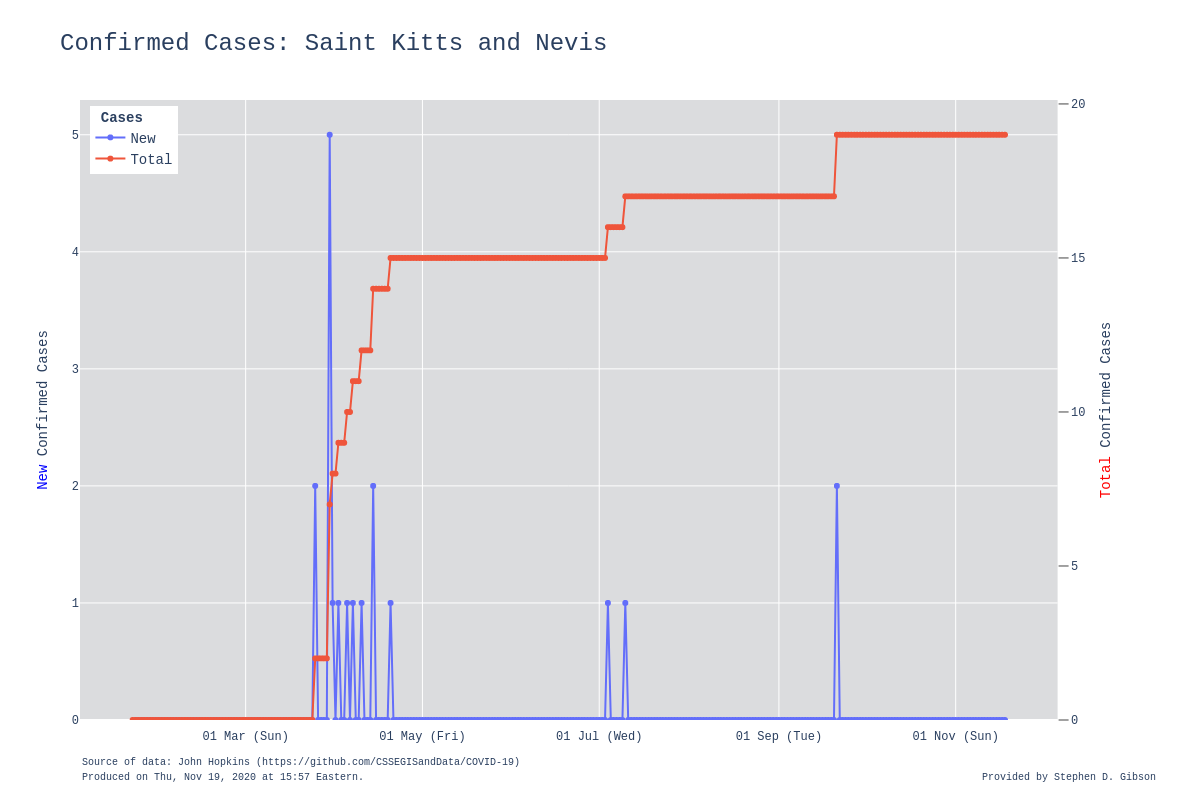 Confirmed Cases: Saint Kitts and Nevis
Cases
New
Total
5
4
3
2
1
0
New Confirmed Cases
20
15
10
5
0
Total Confirmed Cases
01 Mar (Sun)
01 May (Fri)
01 Jul (Wed)
01 Sep (Tue)
01 Nov (Sun)
Source of data: John Hopkins (https://github.com/CSSEGISandData/COVID-19)
Produced on Thu, Nov 19, 2020 at 15:57 Eastern.
Provided by Stephen D. Gibson